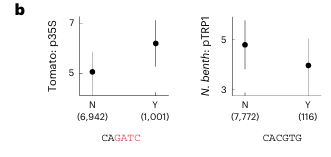 b
Tomato: p35S
7
5
N
Y
(6,942)
(1,001)
CAGATC
N. benth: pTRP1
5
3
N
Y
(7,772)
(116)
CACGTG